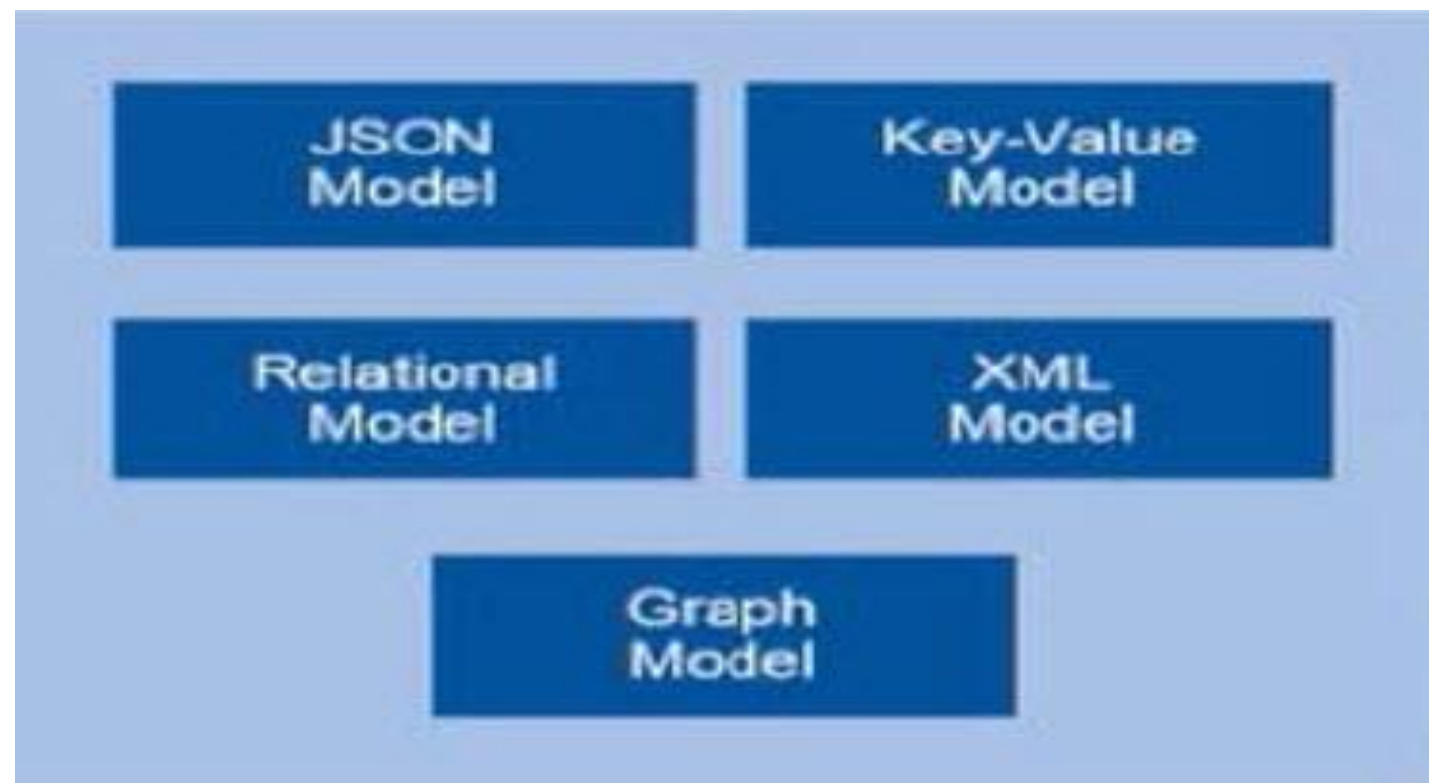 JSON
Model
Key-Value
Model
Relational
Model
XML
Model
Graph
Model